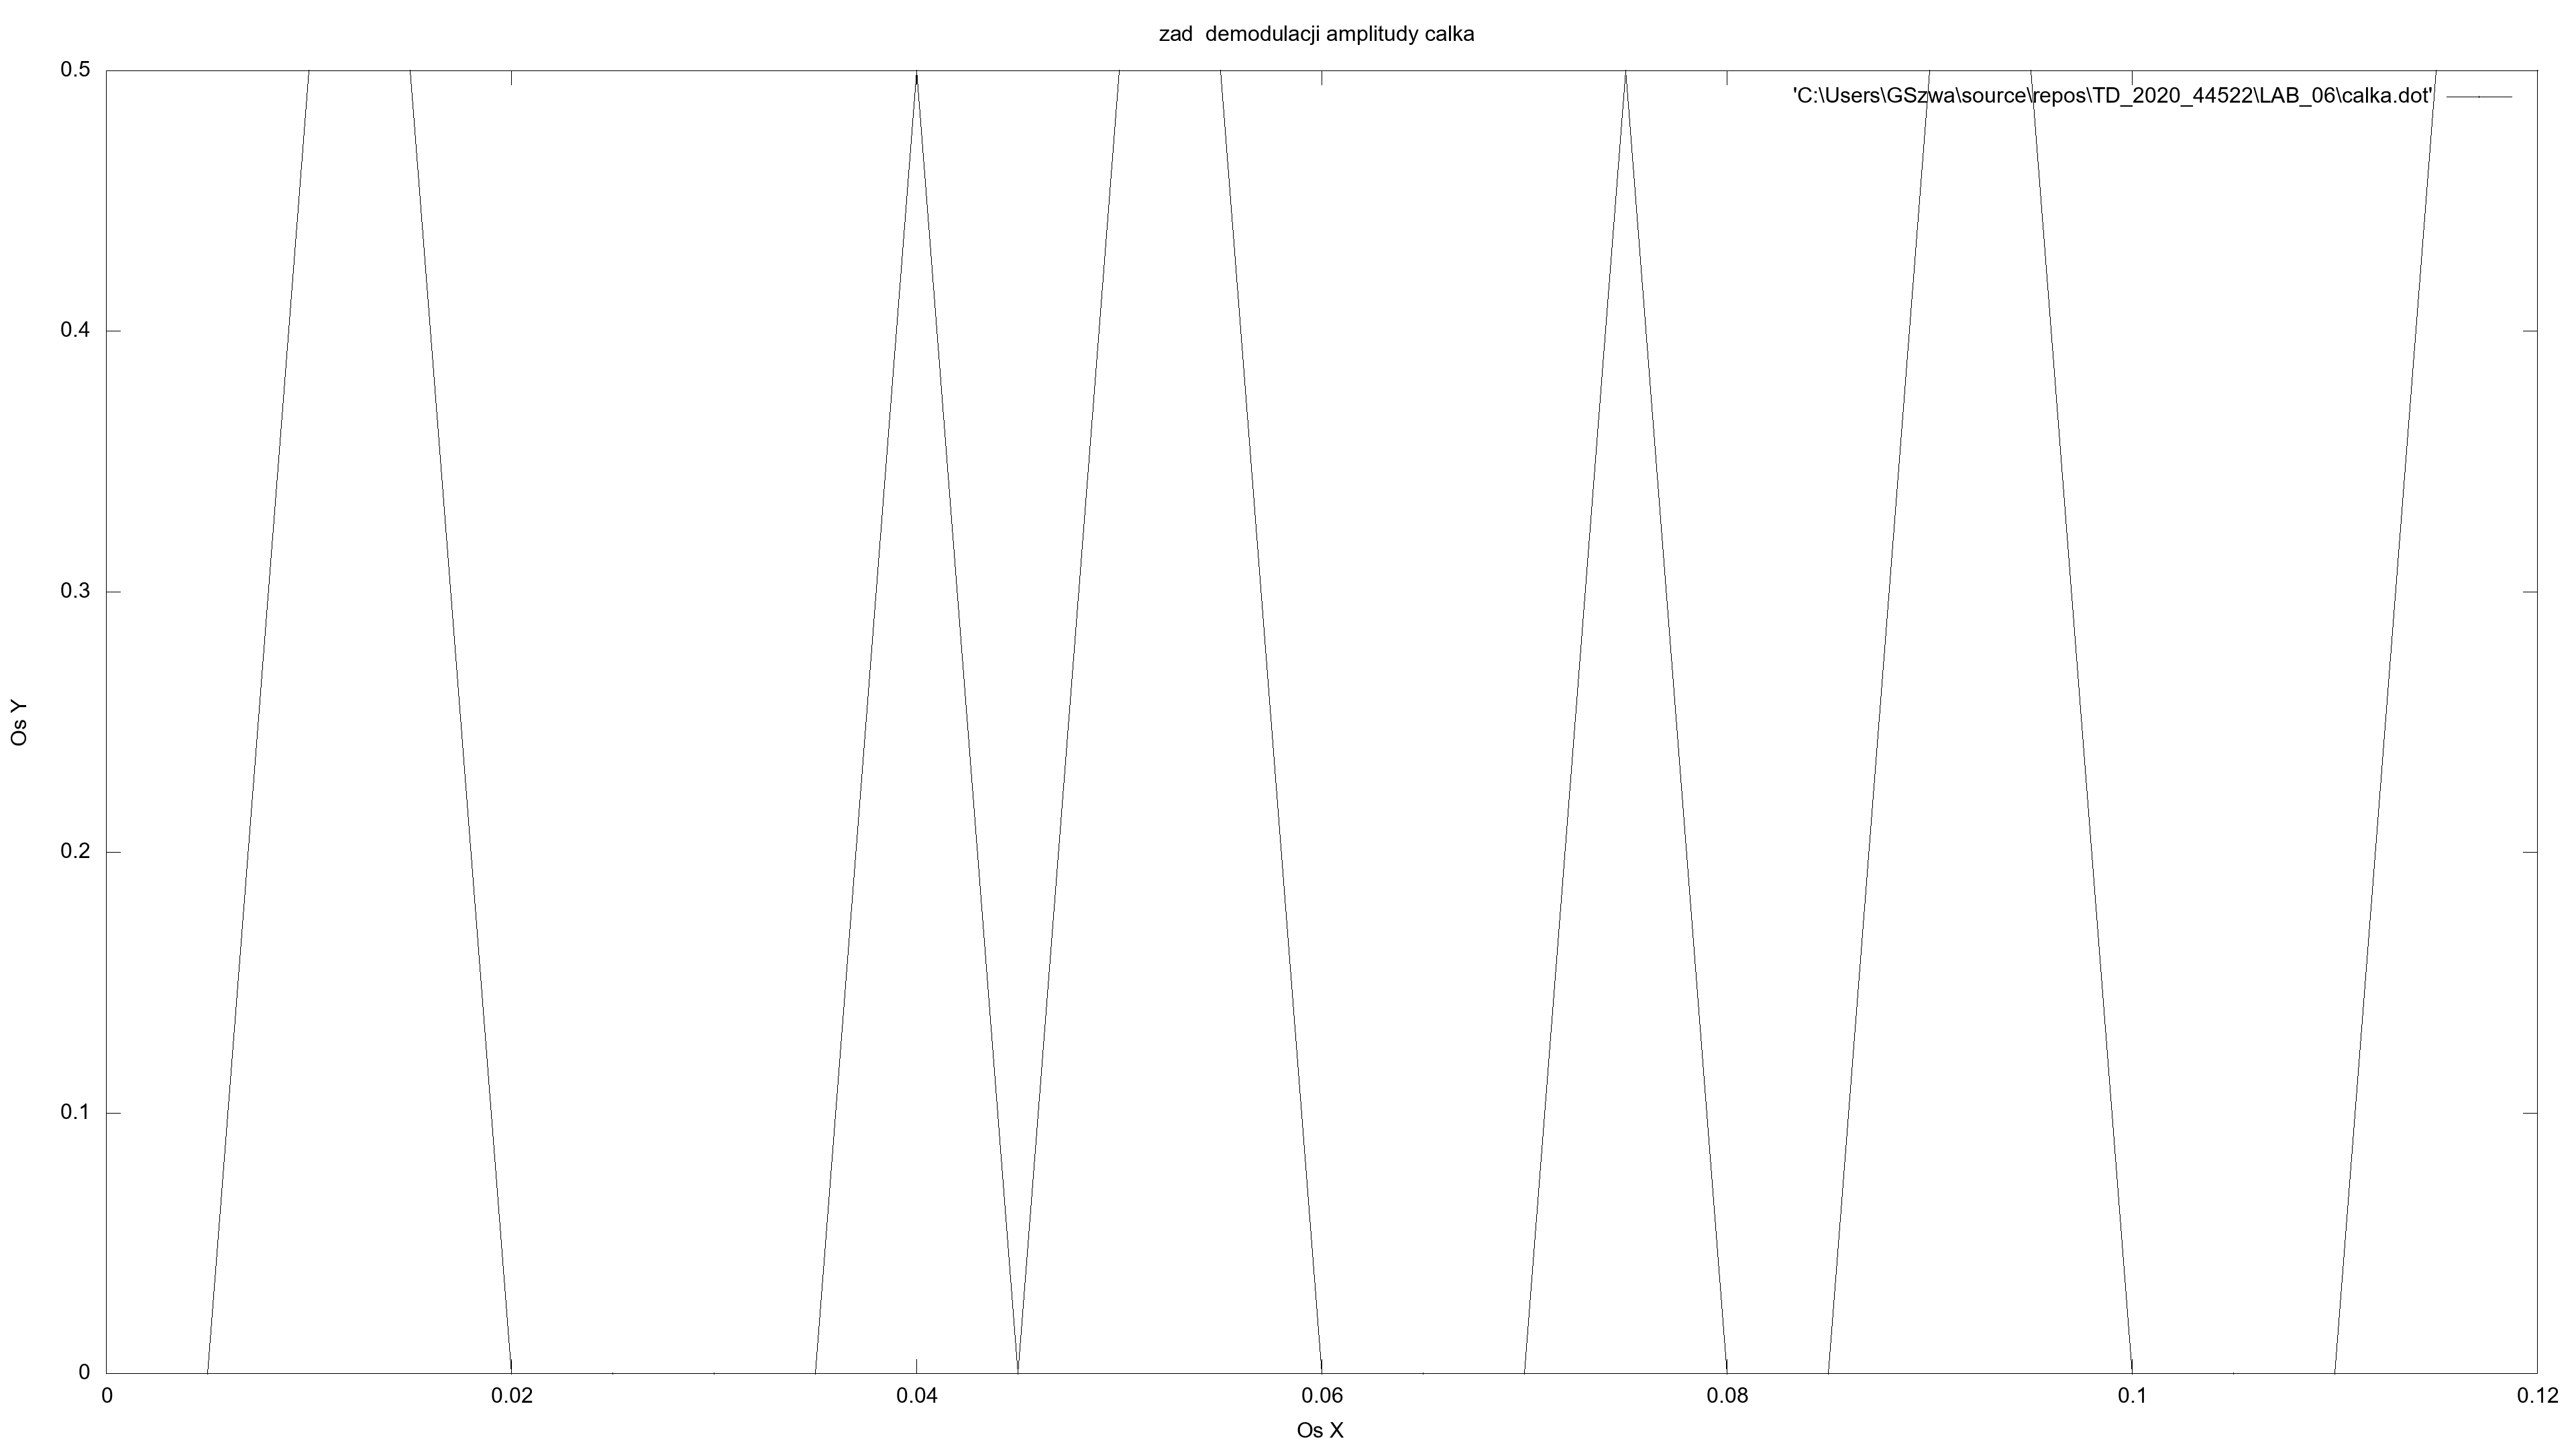 zad  demodulacji amplitudy calka
'C:\Users\GSzwa\source\repos\TD_2020_44522\LAB_06\calka.dot'
0.5
0.4
0.3
0.2
0.1
0
Os Y
0 0.02 0.04 0.06 0.08 0.1 0.12
Os X